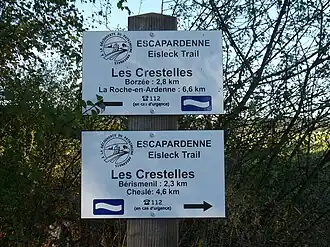 ESCAPARDENNE
Eisleck Trail
Les Crestelles
Borzée : 2,8 km
La Roche-en-Ardenne : 6,6 km
☎ 112
(en cas d'urgence)
ESCAPARDENNE
Eisleck Trail
Les Crestelles
Bérismenil : 2,3 km
Cheslé: 4,6 km
☎ 112
(en cas d'urgence)